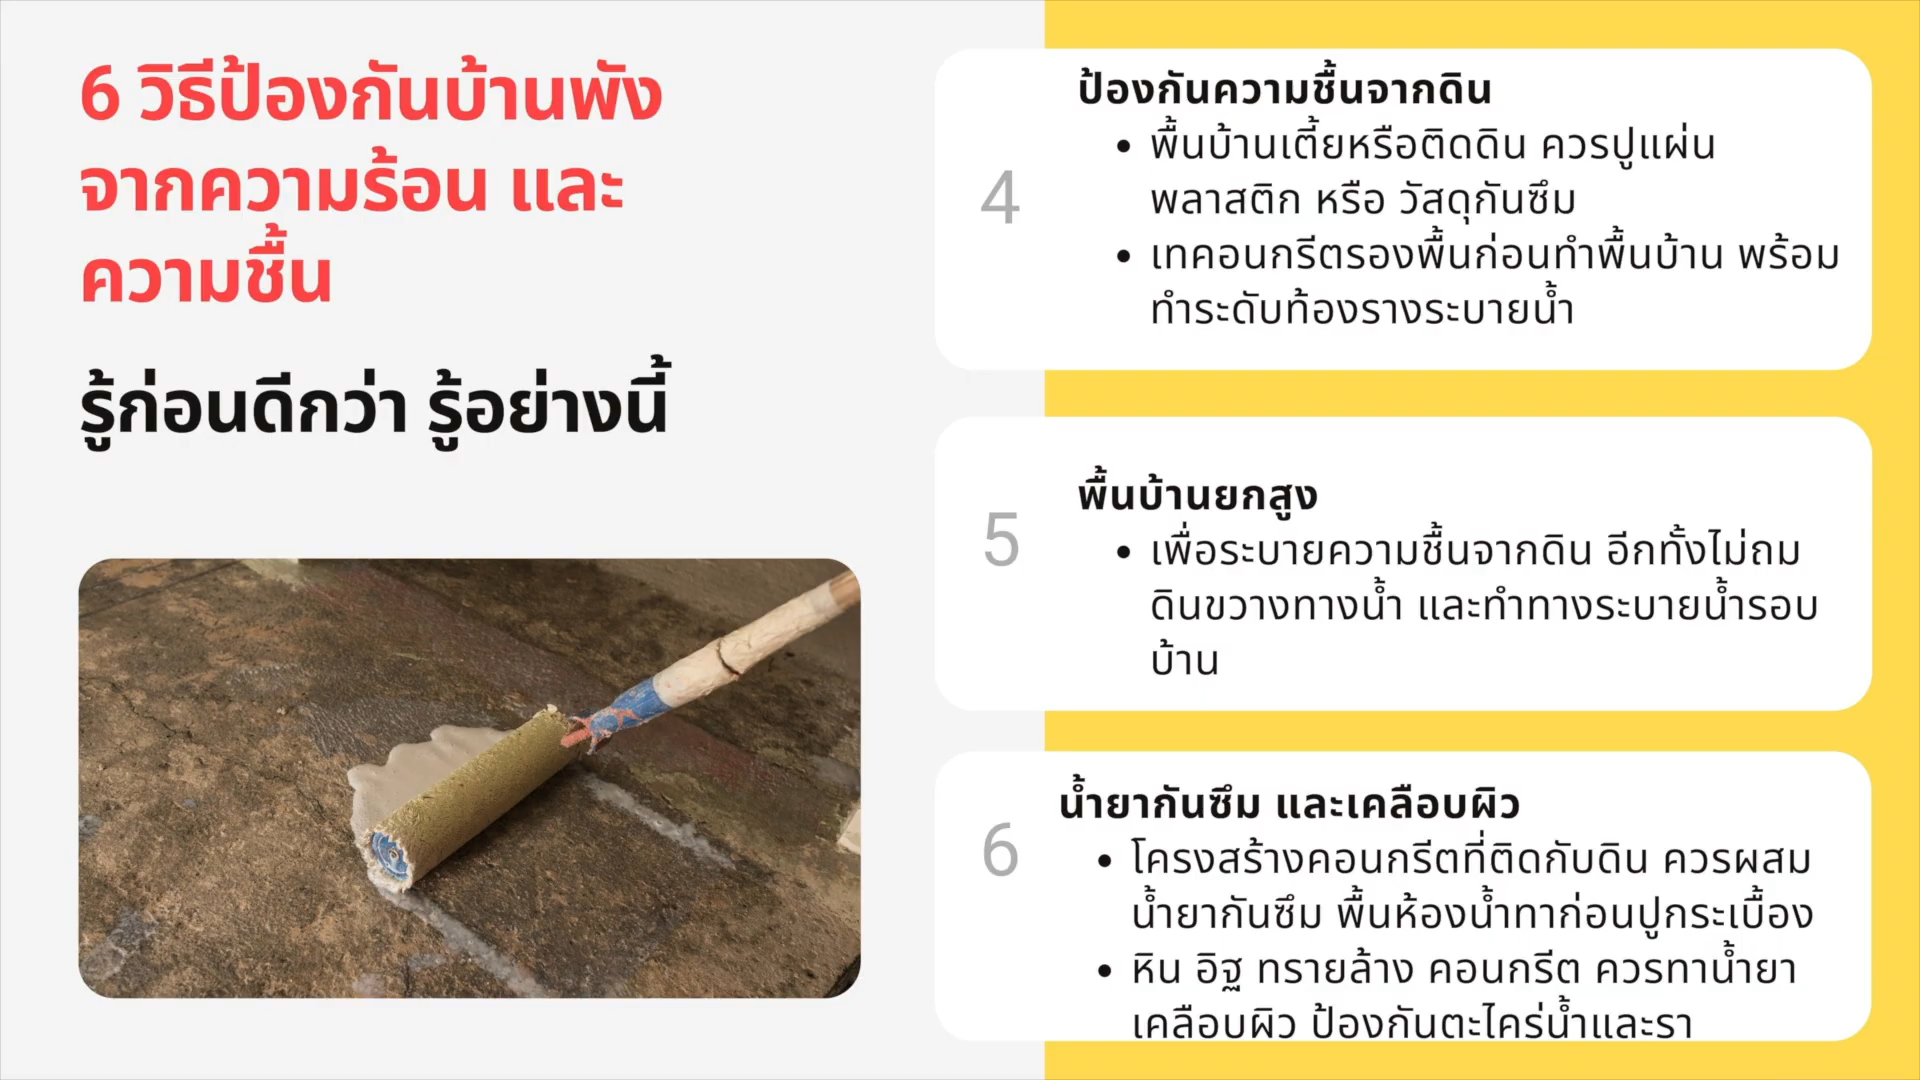 6 วิธีป้องกันบ้านพัง
จากความร้อน และ
ความชื้น
รู้ก่อนดีกว่า รู้อย่างนี้
4
ป้องกันความชื้นจากดิน
• พื้นบ้านเตี้ยหรือติดดิน ควรปูแผ่น
พลาสติก หรือ วัสดุกันซึม
• เทคอนกรีตรองพื้นก่อนทำพื้นบ้าน พร้อม
ทำระดับท้องรางระบายน้ำ
5
พื้นบ้านยกสูง
• เพื่อระบายความชื้นจากดิน อีกทั้งไม่ถม
ดินขวางทางน้ำ และทำทางระบายน้ำรอบ
บ้าน
6
น้ำยากันซึม และเคลือบผิว
• โครงสร้างคอนกรีตที่ติดกับดิน ควรผสม
น้ำยากันซึม พื้นห้องน้ำทาก่อนปูกระเบื้อง
• หิน อิฐ ทรายล้าง คอนกรีต ควรทาน้ำยา
เคลือบผิว ป้องกันตะไคร่น้ำและรา